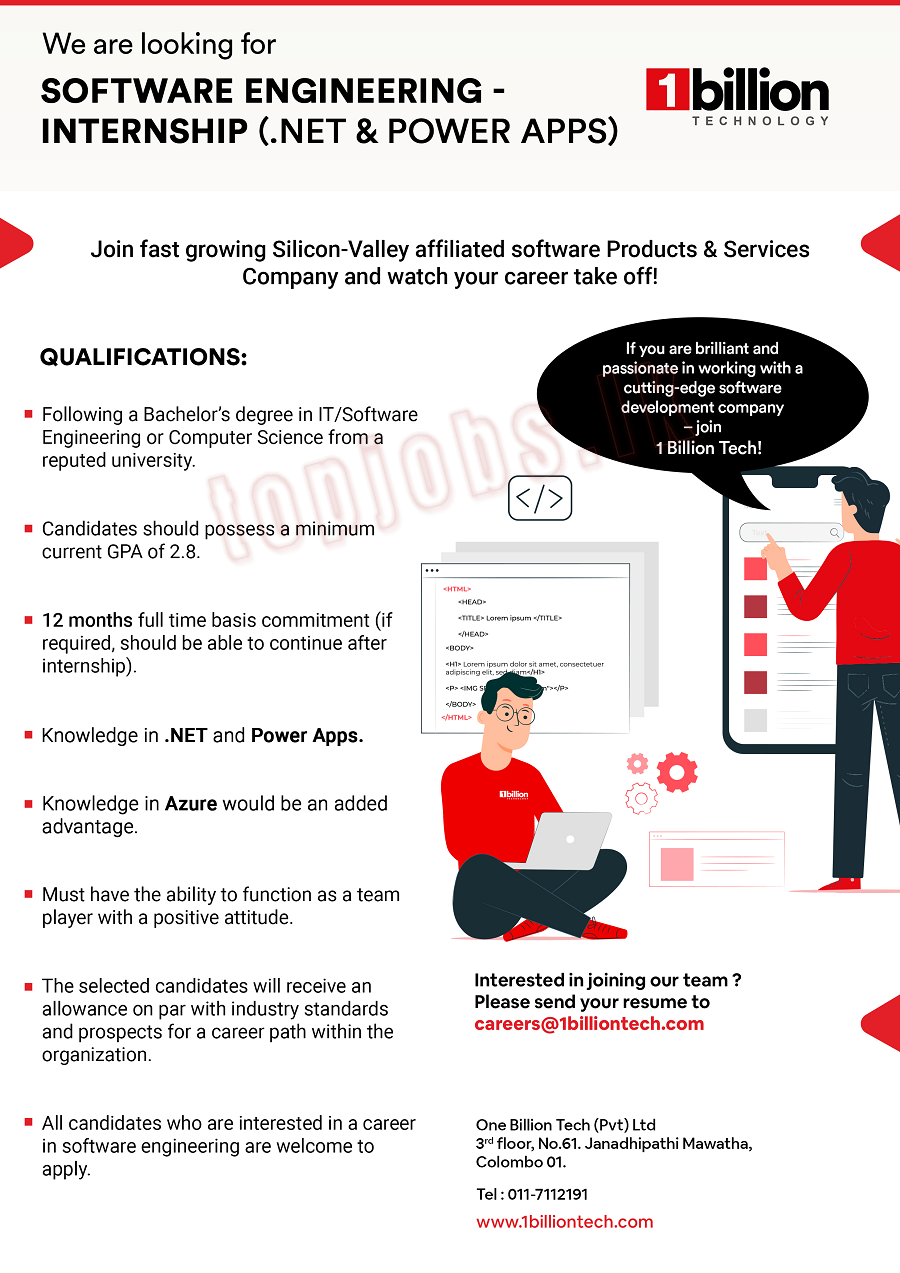 We are looking for
SOFTWARE ENGINEERING -
INTERNSHIP (.NET & POWER APPS)
1billion
TECHNOLOGY
Join fast growing Silicon-Valley affiliated software Products & Services
Company and watch your career take off!
QUALIFICATIONS:
Following a Bachelor's degree in IT/Software
Engineering or Computer Science from a
reputed university.
Candidates should possess a minimum
current GPA of 2.8.
12 months full time basis commitment (if
required, should be able to continue after
internship).
Knowledge in .NET and Power Apps.
Knowledge in Azure would be an added
advantage.
Must have the ability to function as a team
player with a positive attitude.
The selected candidates will receive an
allowance on par with industry standards
and prospects for a career path within the
organization.
All candidates who are interested in a career
in software engineering are welcome to
apply.
topjobs.lk
If you are brilliant and
passionate in working with a
cutting-edge software
development company
– join
1 Billion Tech!
</>
<HTML>
<HEAD>
<TITLE> Lorem ipsum </TITLE>
</HEAD>
<BODY>
<H1> Lorem ipsum dolor sit amet, consectetuer
adipiscing elit, sed diam</H1>
<P> <IMG "></P>
</BODY>
</HTML>
1billion
TECHNOLOGY
Interested in joining our team ?
Please send your resume to
careers@1billiontech.com
One Billion Tech (Pvt) Ltd
3rd floor, No.61. Janadhipathi Mawatha,
Colombo 01.
Tel : 011-7112191
www.1billiontech.com